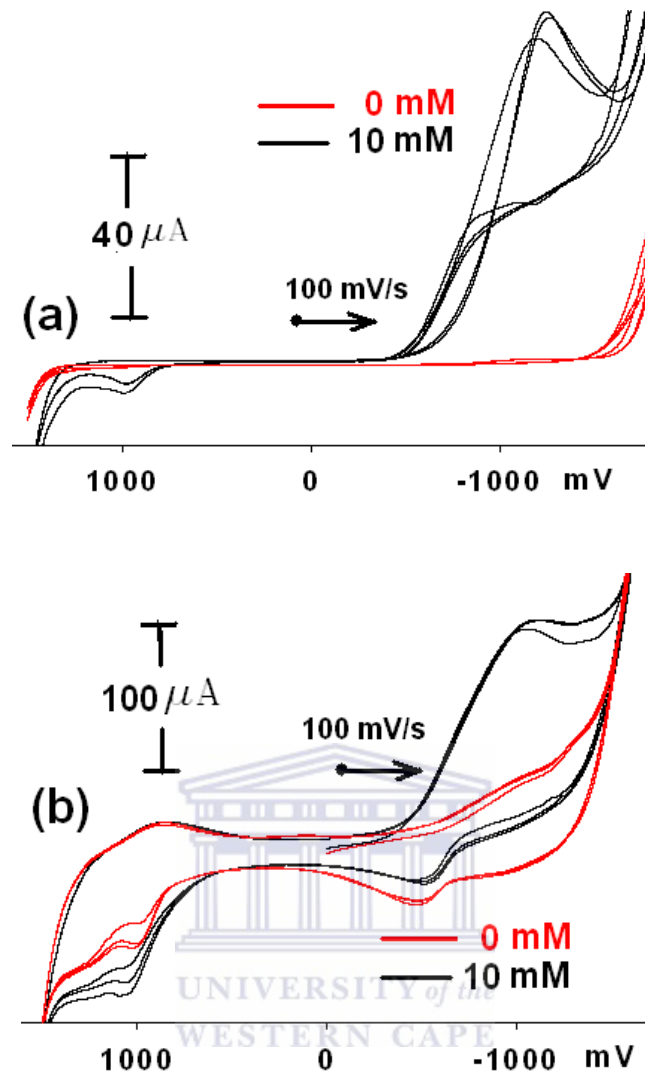 0 mM
10 mM
40 μA
100 mV/s
(a)
1000 0 -1000 mV
100 μA
100 mV/s
(b)
0 mM
10 mM
UNIVERSITY of the
WESTERN CAPE
1000 0 -1000 mV